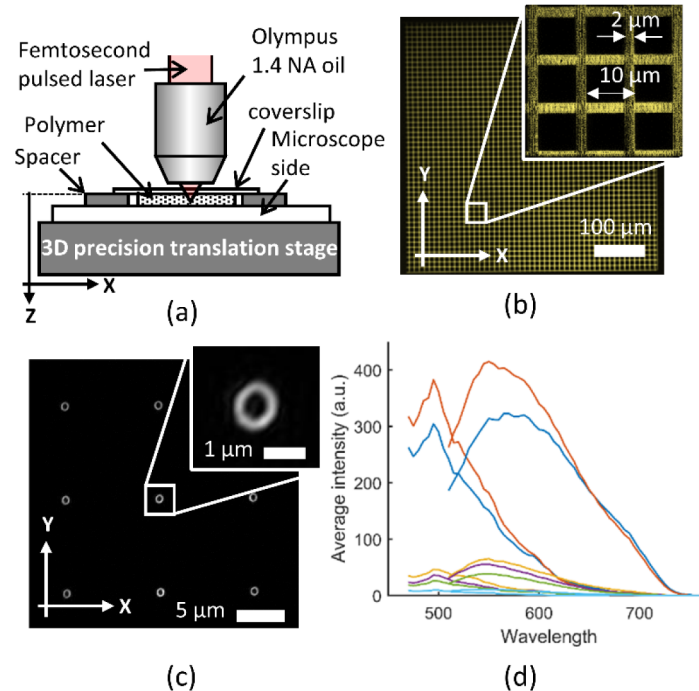 Femtosecond
pulsed laser
Olympus
1.4 NA oil
Polymer
Spacer
coverslip
Microscope
side
3D precision translation stage
X
Z
(a)
2 μm
10 μm
Y
X
100 μm
(b)
1 μm
Y
X
5 μm
(c)
Average intensity (a.u.)
400
300
200
100
0
500
600
700
Wavelength
(d)